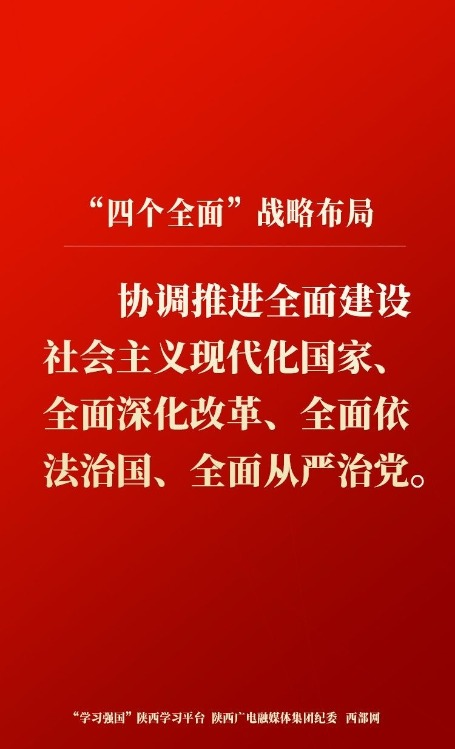 “四个全面”战略布局
协调推进全面建设
社会主义现代化国家、
全面深化改革、全面依
法治国、全面从严治党。
“学习强国”陕西学习平台 陕西广电融媒体集团纪委 西部网